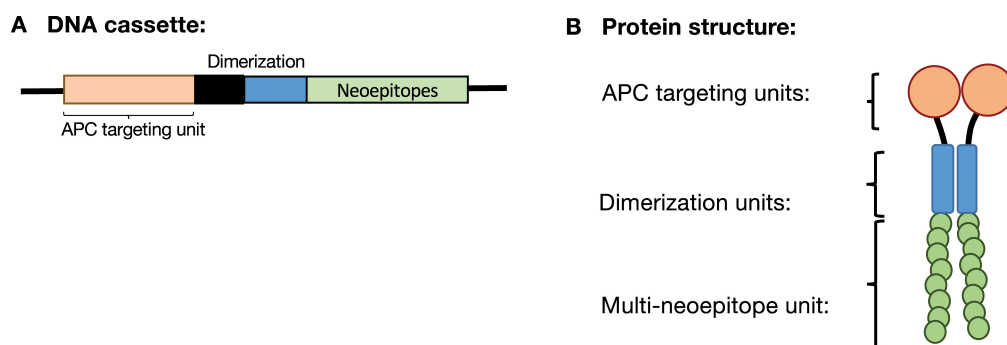 A DNA cassette:
Dimerization
Neoepitopes
APC targeting unit
B Protein structure:
APC targeting units:
Dimerization units:
Multi-neoepitope unit: